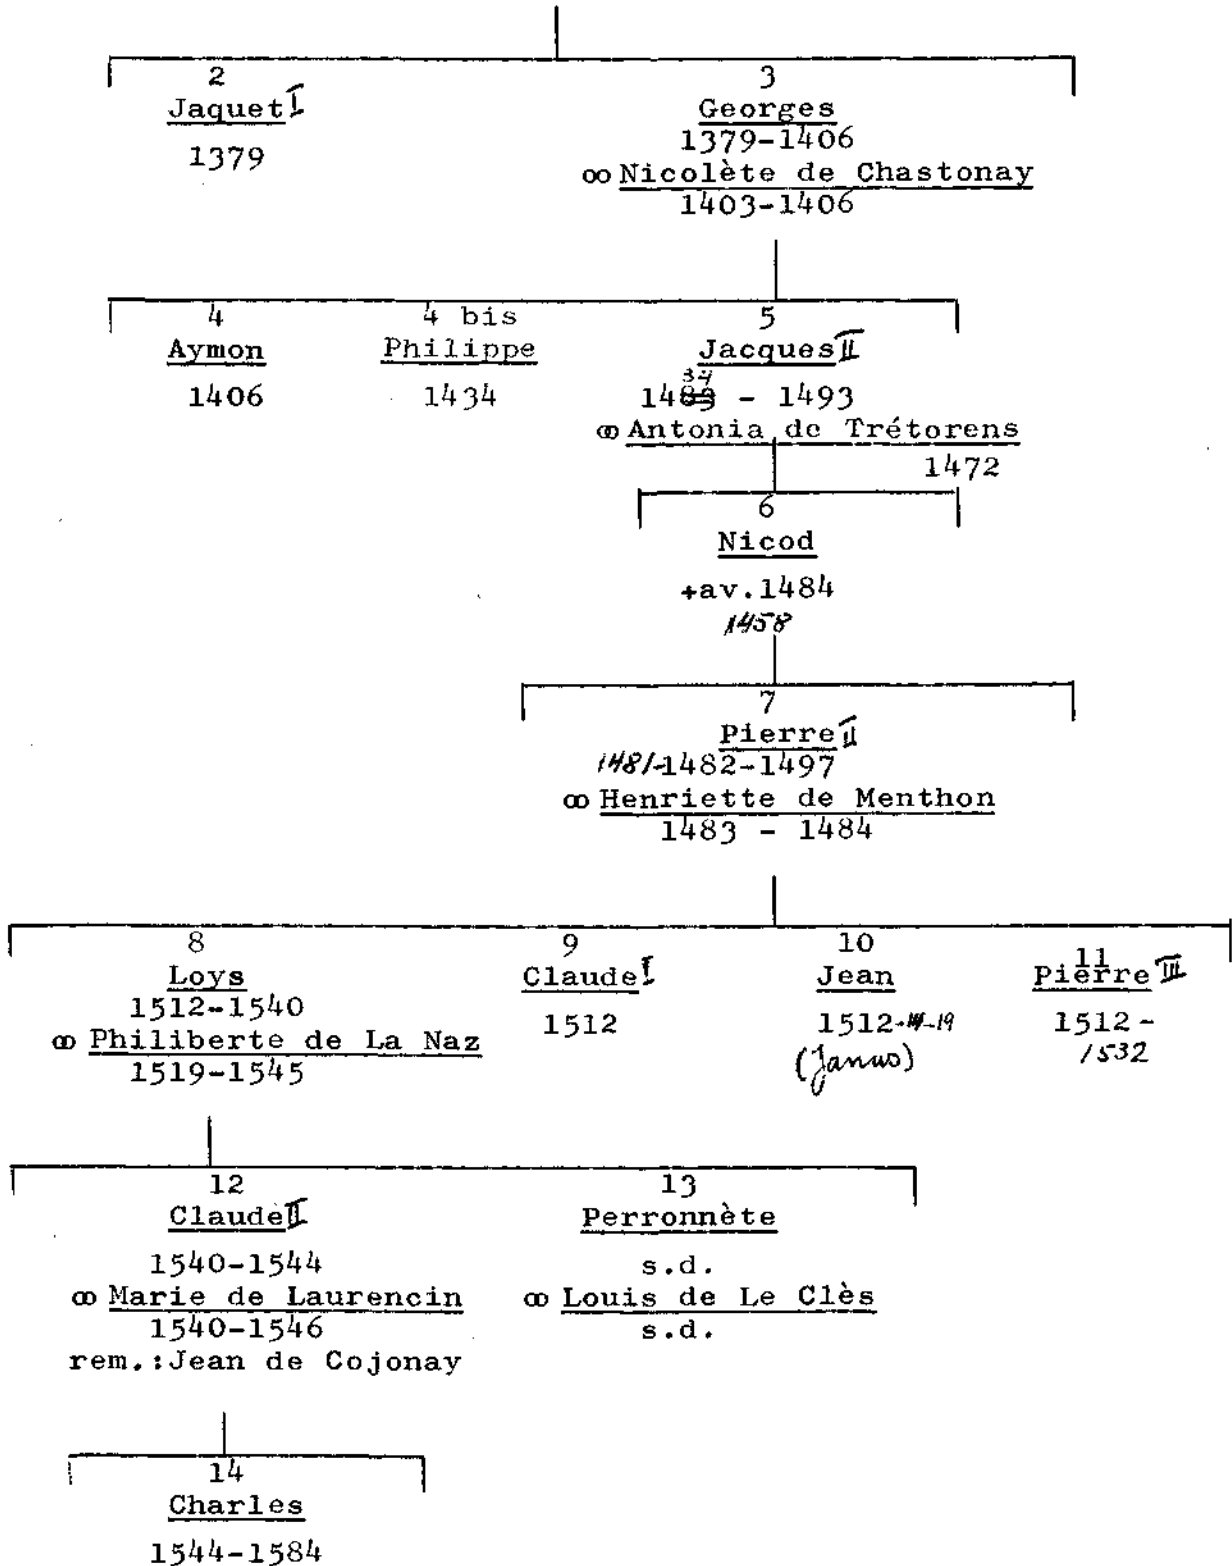 2
Jaquet I
1379
3
Georges
1379-1406
∞ Nicolète de Chastonay
1403-1406
4
Aymon
1406
4 bis
Philippe
1434
5
Jacques II
34
1483 - 1493
∞ Antonia de Trétorens
1472
6
Nicod
+av.1484
1458
7
Pierre II
1481-1482-1497
∞ Henriette de Menthon
1483 - 1484
8
Loys
1512-1540
∞ Philiberte de La Naz
1519-1545
9
Claude I
1512
10
Jean
1512- -19
(Janus)
11
Pierre III
1512 -
1532
12
Claude II
1540-1544
∞ Marie de Laurencin
1540-1546
rem.:Jean de Cojonay
13
Perronnète
s.d.
∞ Louis de Le Clès
s.d.
14
Charles
1544-1584